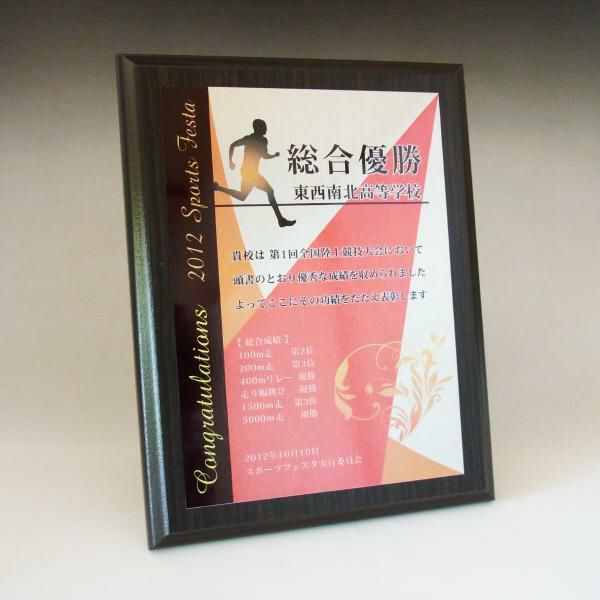 Congratulations 2012 Sports Festa
総合優勝
東西南北高等学校
貴校は 第1回全国陸上競技大会において
頭書のとおり優秀な成績を収められました
よってここにその功績をたたえ表彰します
【 総合成績 】
100m走 第2位
200m走 第3位
400mリレー 優勝
走り幅跳び 優勝
1500m走 第3位
5000m走 優勝
2012年10月10日
スポーツフェスタ実行委員会